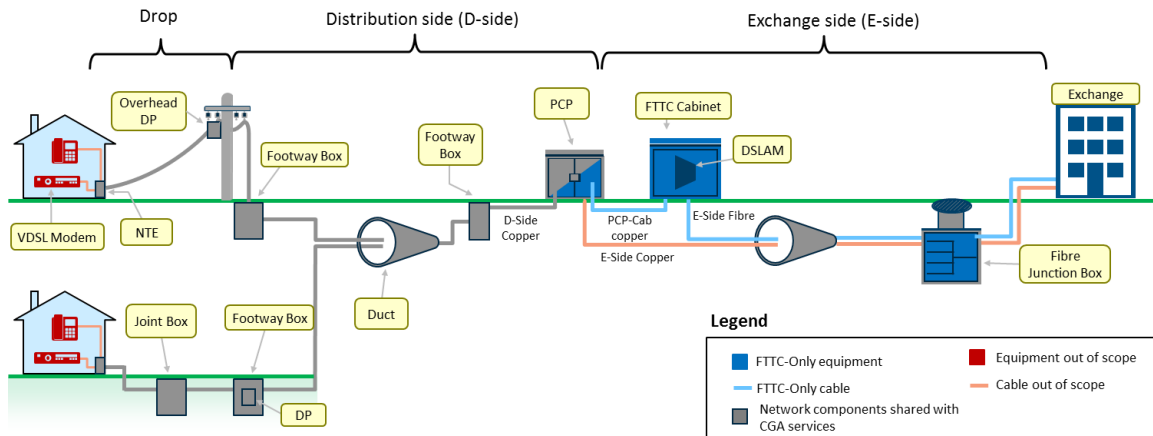 Drop
Distribution side (D-side)
Exchange side (E-side)
Overhead
DP
Footway Box
Footway
Box
PCP
FTTC Cabinet
DSLAM
Exchange
VDSL Modem
NTE
D-Side
Copper
PCP-Cab
copper
E-Side Fibre
E-Side Copper
Duct
Fibre
Junction Box
Joint Box
Footway Box
DP
Legend
FTTC-Only equipment
Equipment out of scope
FTTC-Only cable
Cable out of scope
Network components shared with
CGA services